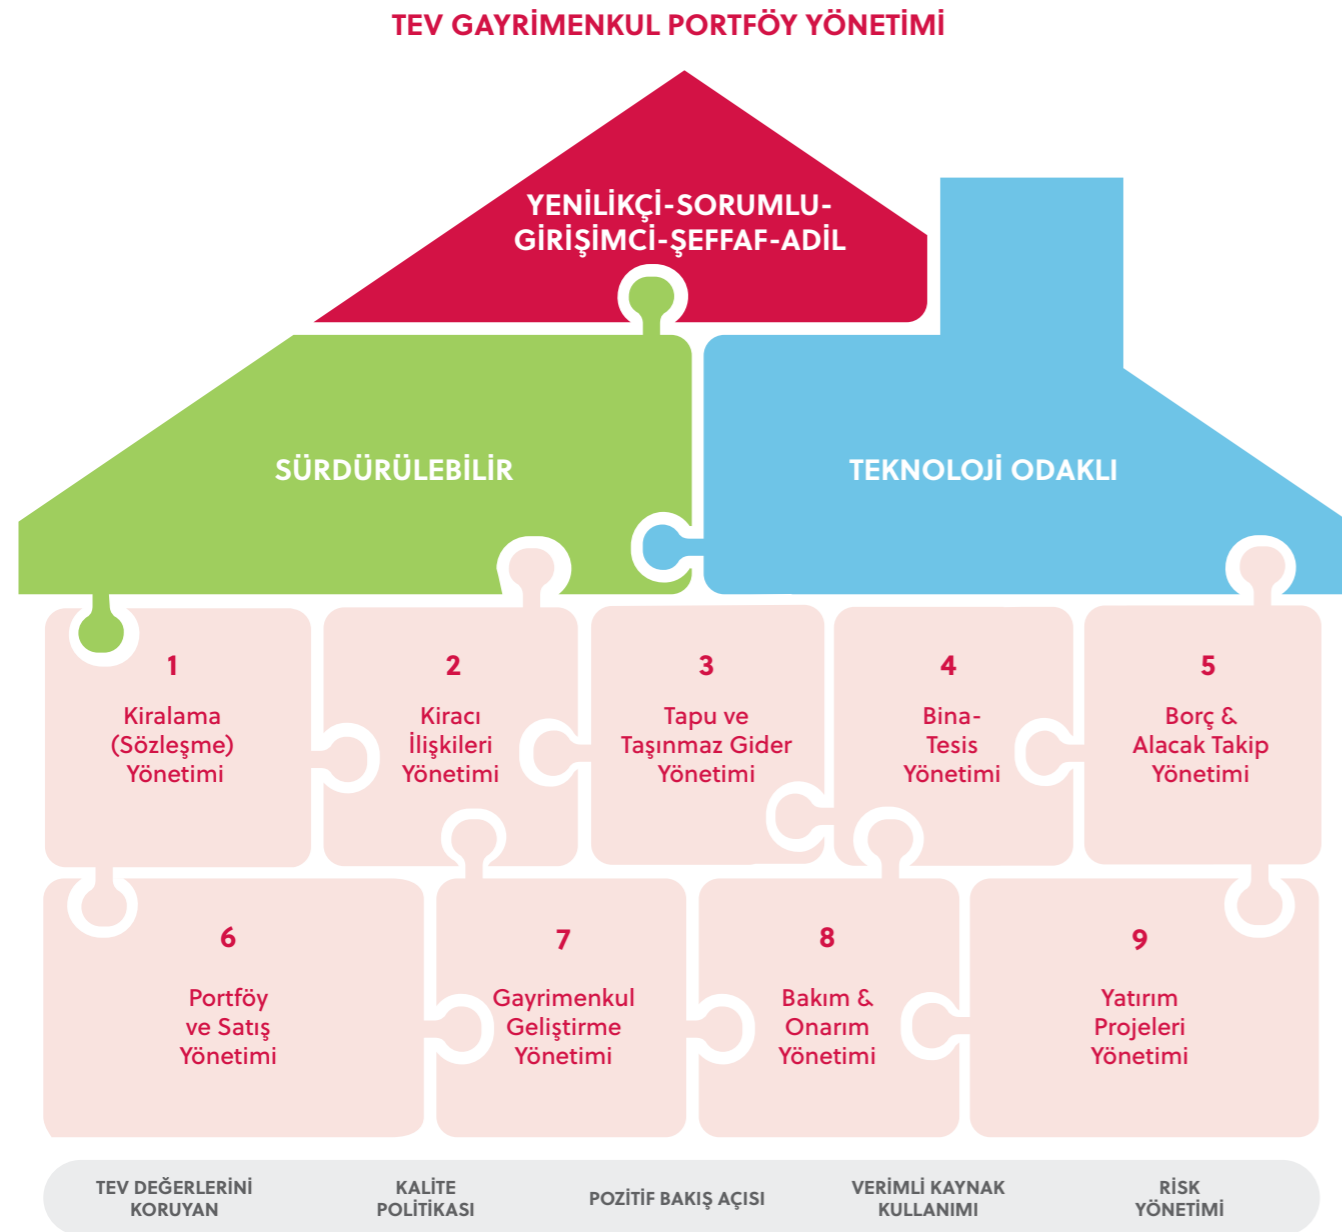 TEV GAYRİMENKUL PORTFÖY YÖNETİMİ
YENİLİKÇİ-SORUMLU-
GİRİŞİMCİ-ŞEFFAF-ADİL
SÜRDÜRÜLEBİLİR
TEKNOLOJİ ODAKLI
1
Kiralama
(Sözleşme)
Yönetimi
2
Kiracı
İlişkileri
Yönetimi
3
Tapu ve
Taşınmaz Gider
Yönetimi
4
Bina-
Tesis
Yönetimi
5
Borç &
Alacak Takip
Yönetimi
6
Portföy
ve Satış
Yönetimi
7
Gayrimenkul
Geliştirme
Yönetimi
8
Bakım &
Onarım
Yönetimi
9
Yatırım
Projeleri
Yönetimi
TEV DEĞERLERİNİ
KORUYAN
KALİTE
POLİTİKASI
POZİTİF BAKIŞ AÇISI
VERİMLİ KAYNAK
KULLANIMI
RİSK
YÖNETİMİ